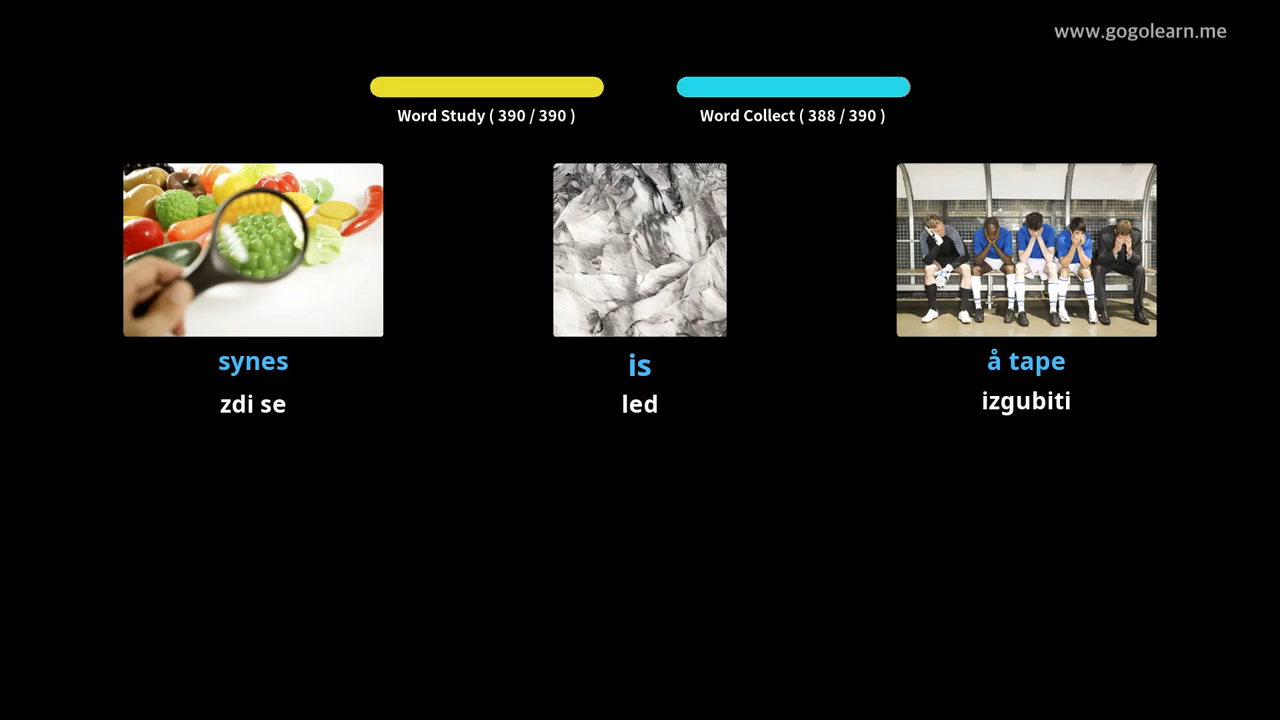 www.gogolearn.me
Word Study ( 390 / 390 )
Word Collect ( 388 / 390 )
synes
is
å tape
zdi se
led
izgubiti